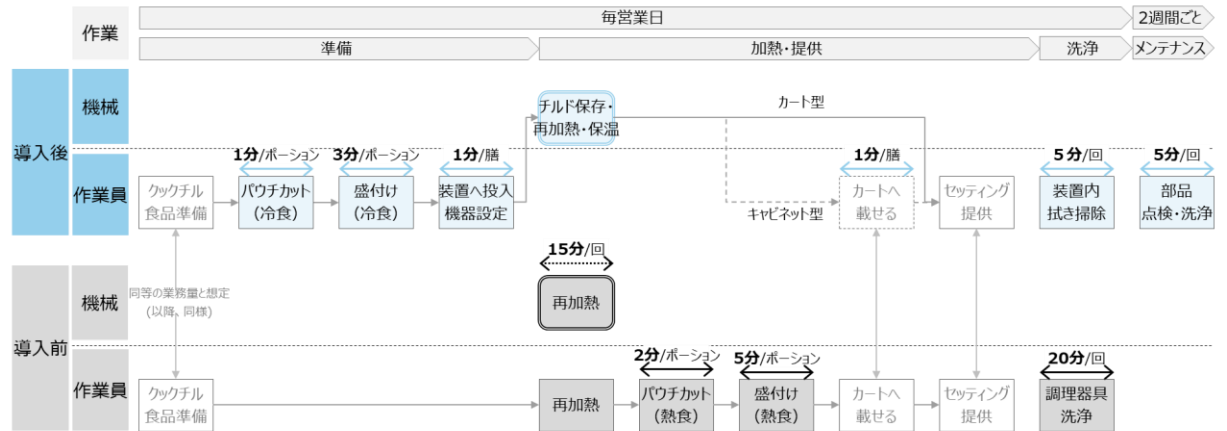 作業
毎営業日
2週間ごと
準備
加熱・提供
洗浄
メンテナンス
導入後
機械
チルド保存・
再加熱・保温
カート型
作業員
1分/ポーション
3分/ポーション
1分/膳
1分/膳
5分/回
5分/回
クックチル
食品準備
パウチカット
(冷食)
盛付け
(冷食)
装置へ投入
機器設定
キャビネット型
カートへ
載せる
セッティング
提供
装置内
拭き掃除
部品
点検・洗浄
導入前
機械
同等の業務量と想定
(以降、同様)
15分/回
再加熱
作業員
2分/ポーション
5分/ポーション
20分/回
クックチル
食品準備
再加熱
パウチカット
(熱食)
盛付け
(熱食)
カートへ
載せる
セッティング
提供
調理器具
洗浄